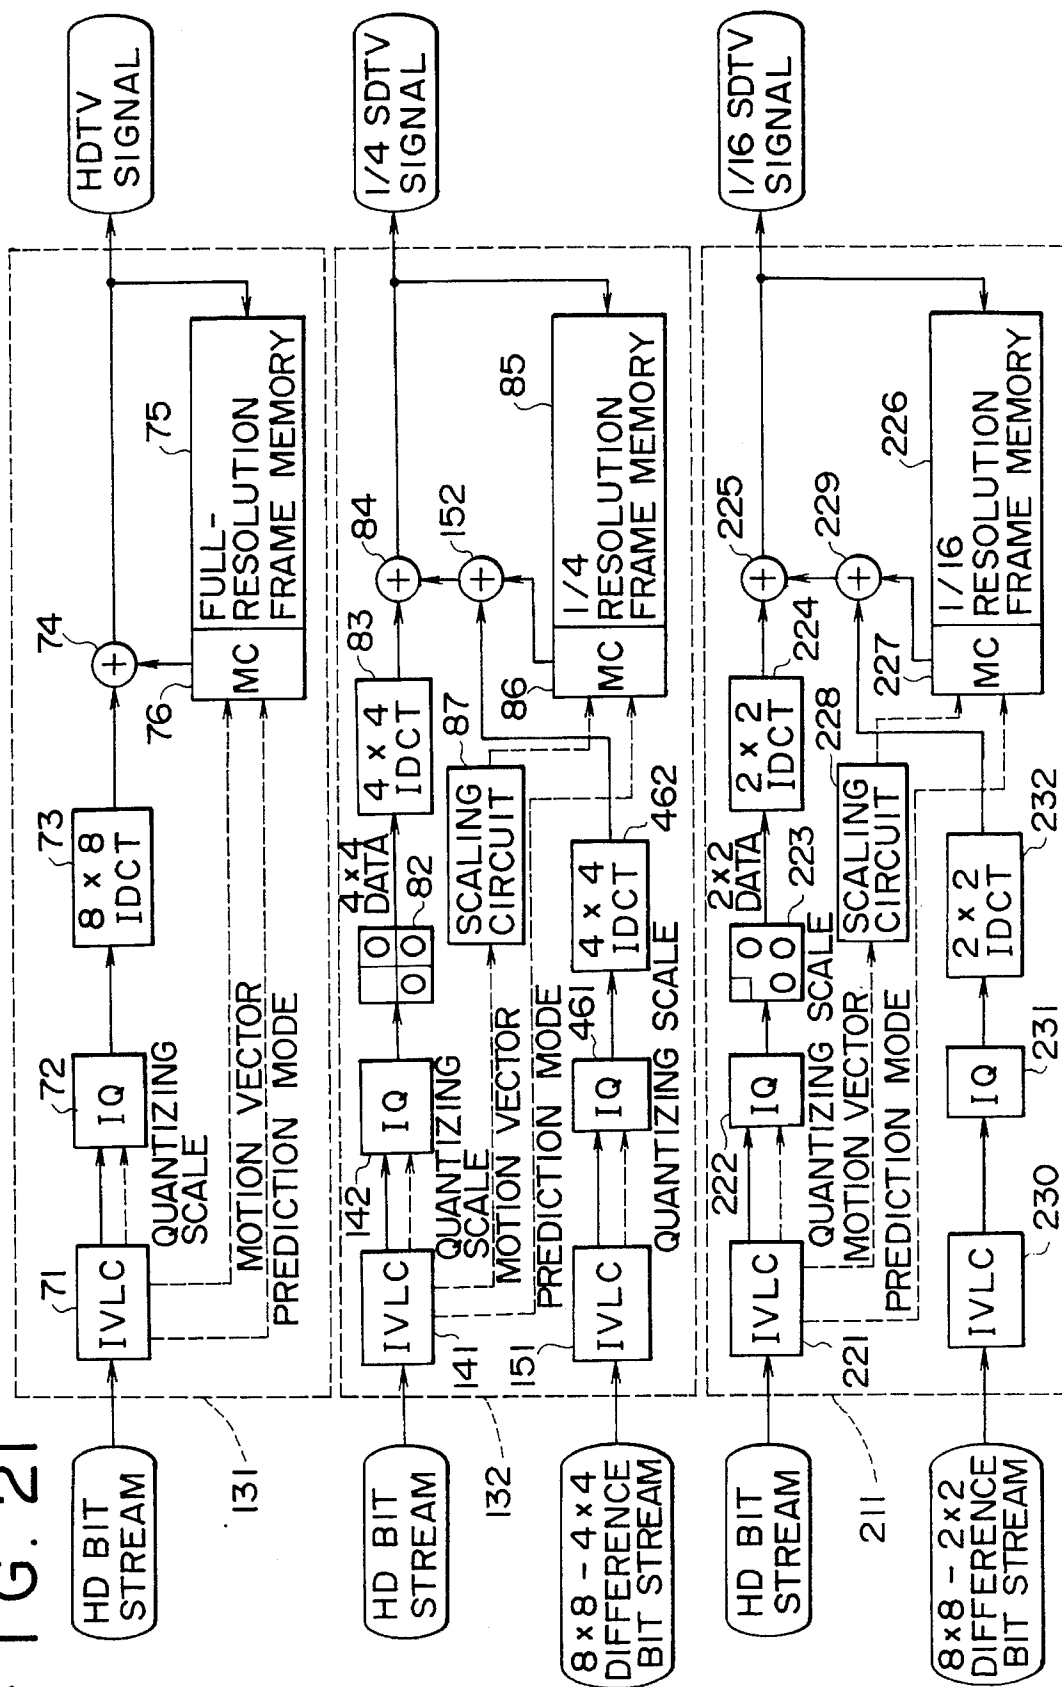 FIG. 21
HD BIT
STREAM
131
71
IVLC
QUANTIZING
SCALE
MOTION VECTOR
PREDICTION MODE
72
IQ
73
8 × 8
IDCT
74
+
76
MC
75
FULL-
RESOLUTION
FRAME MEMORY
HDTV
SIGNAL
HD BIT
STREAM
132
8×8 - 4×4
DIFFERENCE
BIT STREAM
141
IVLC
142
IQ
QUANTIZING
SCALE
MOTION VECTOR
PREDICTION MODE
151
IVLC
461
IQ
QUANTIZING SCALE
4×4
DATA
82
0
0 0
83
4 × 4
IDCT
87
SCALING
CIRCUIT
462
4 × 4
IDCT
84
+
152
+
86
MC
85
1/4
RESOLUTION
FRAME MEMORY
1/4 SDTV
SIGNAL
HD BIT
STREAM
211
8×8 - 2×2
DIFFERENCE
BIT STREAM
221
IVLC
222
IQ
QUANTIZING SCALE
MOTION VECTOR
PREDICTION MODE
230
IVLC
231
IQ
2×2
DATA
223
0
0 0
224
2 × 2
IDCT
228
SCALING
CIRCUIT
232
2 × 2
IDCT
225
+
229
+
227
MC
226
1/16
RESOLUTION
FRAME MEMORY
1/16 SDTV
SIGNAL